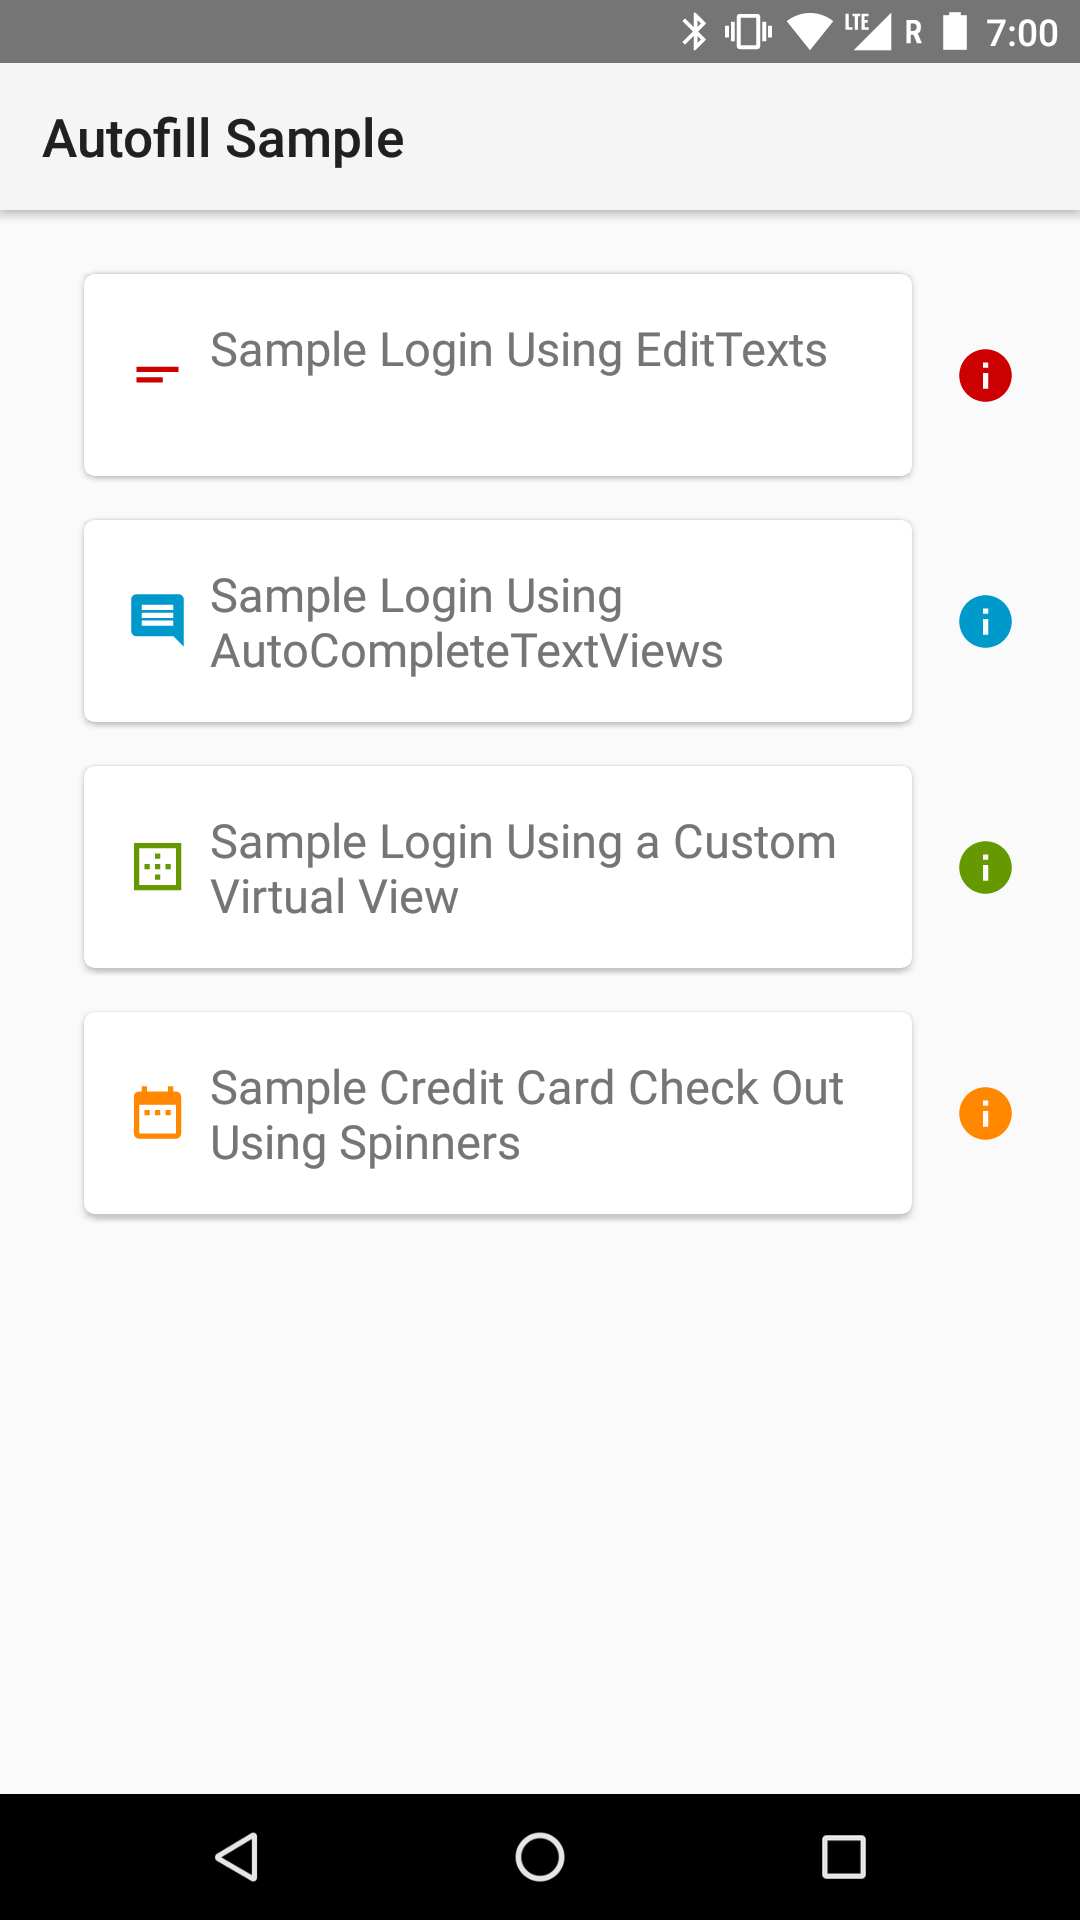 LTE R 7:00
Autofill Sample
Sample Login Using EditTexts
Sample Login Using
AutoCompleteTextViews
Sample Login Using a Custom
Virtual View
Sample Credit Card Check Out
Using Spinners